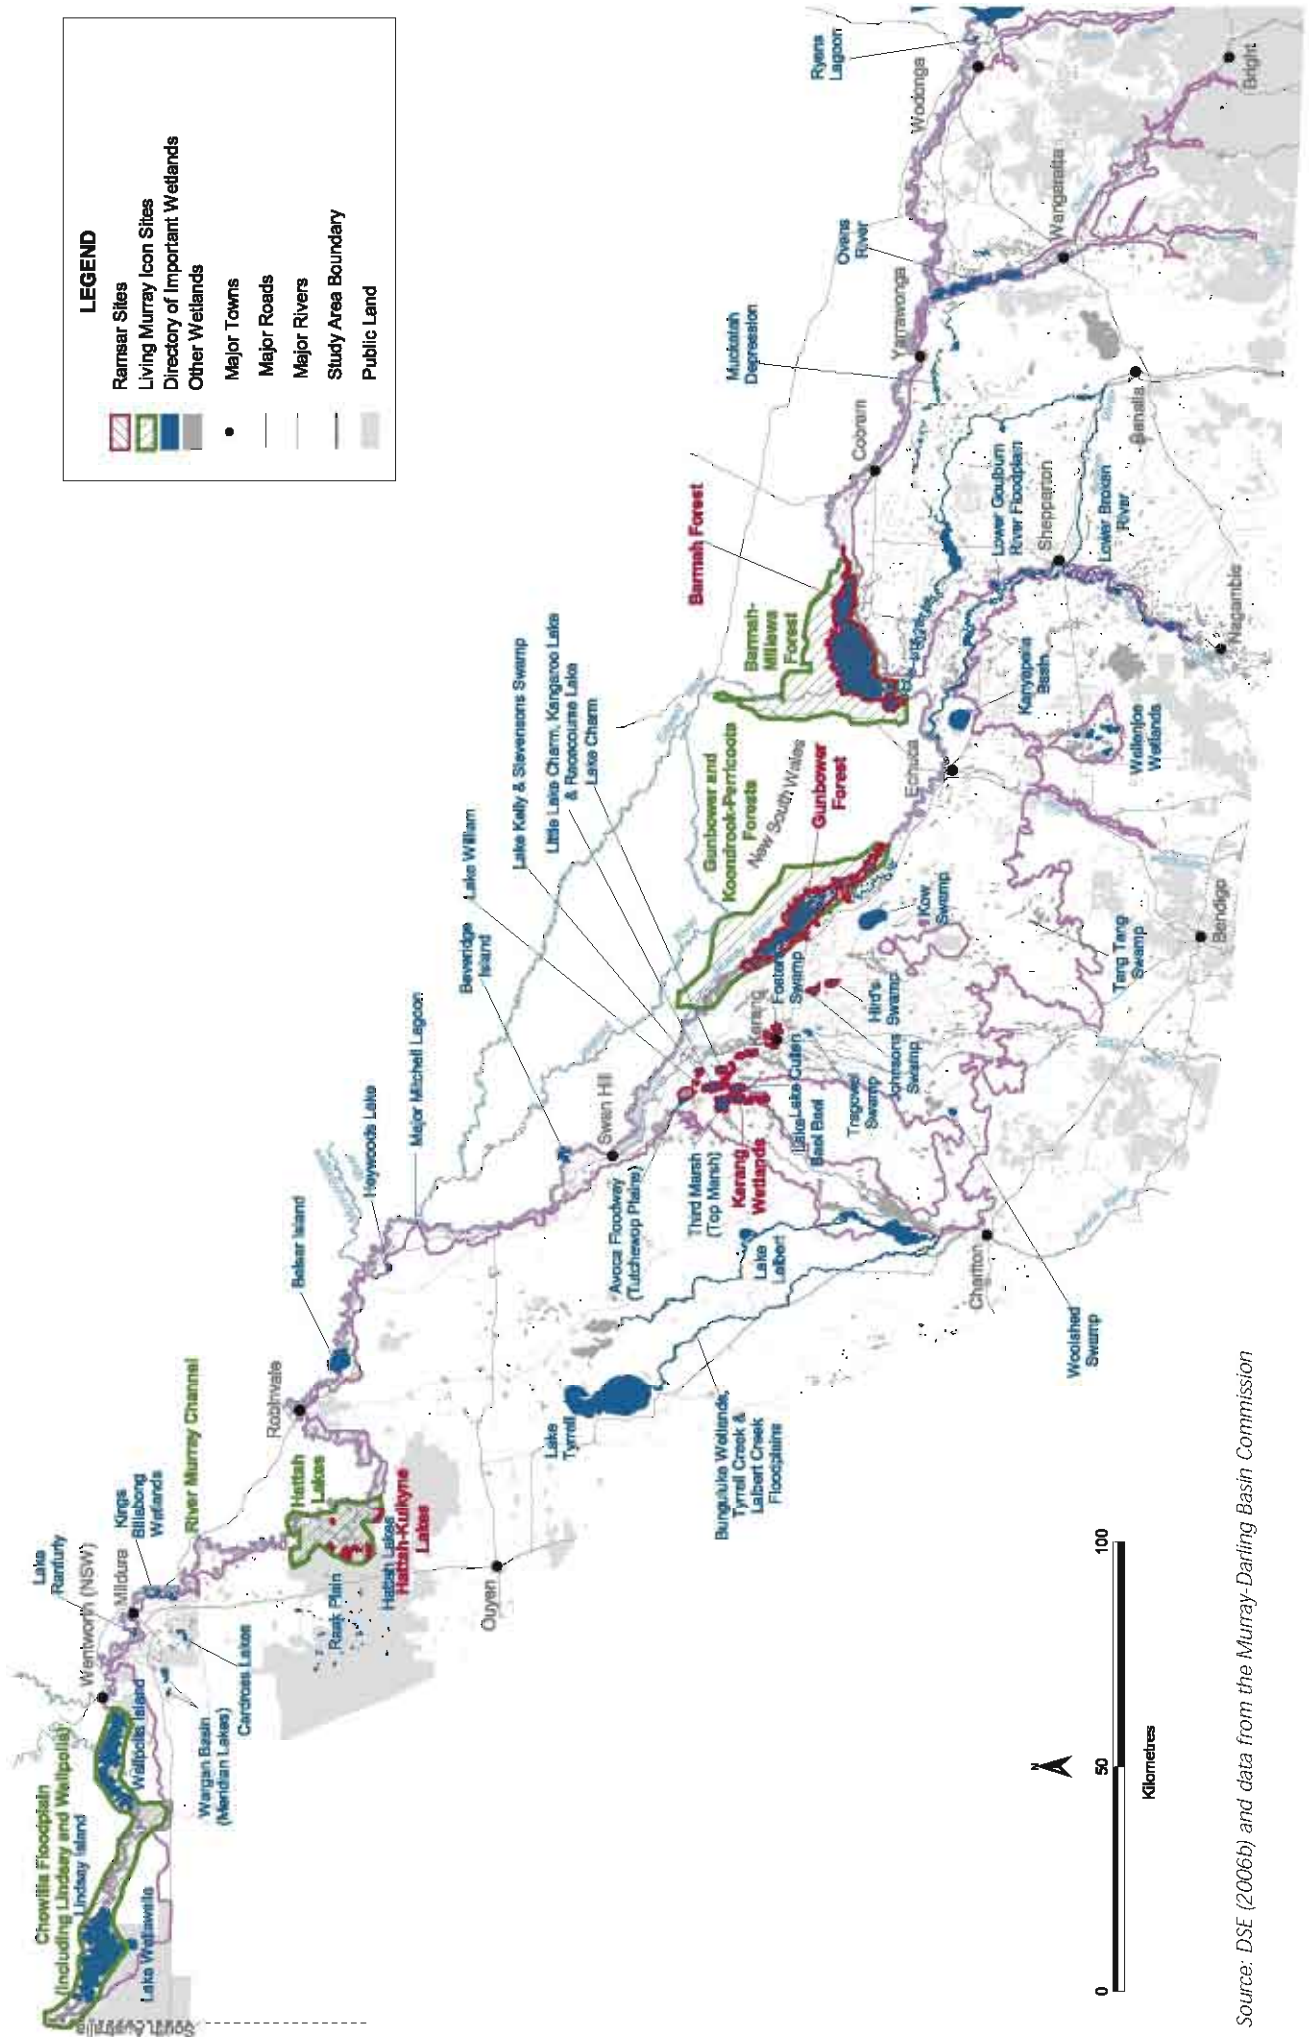 LEGEND
Ramsar Sites
Living Murray Icon Sites
Directory of Important Wetlands
Other Wetlands
Major Towns
Major Roads
Major Rivers
Study Area Boundary
Public Land
Chowilla Floodplain
(Including Lindsay and Wallpolla)
Lindsay Island
Lake Wallawalla
South Australia
Wallpolla Island
Wentworth (NSW)
Lake
Ranfurly
Mildura
Kings
Billabong
Wetlands
River Murray Channel
Wargan Basin
(Meridian Lakes)
Cardross Lakes
Raak Plain
Hattah
Lakes
Hattah Lakes
Hattah-Kulkyne
Lakes
Robinvale
Ouyen
Belsar Island
Heywoods Lake
Major Mitchell Lagoon
Beveridge
Island
Lake William
Lake Kelly & Stevensons Swamp
Little Lake Charm, Kangaroo Lake
& Racecourse Lake
Lake Charm
Swan Hill
Lake
Tyrrell
Avoca Floodway
(Tutchewop Plains)
Third Marsh
(Top Marsh)
Kerang
Wetlands
Lake
Lalbert
Bunguluke Wetlands,
Tyrrell Creek &
Lalbert Creek
Floodplains
Charlton
Woolshed
Swamp
Kerang
Lake Cullen
Lake
Bael Bael
Tragowel
Swamp
Johnsons
Swamp
Hird's
Swamp
Fosters
Swamp
Kow
Swamp
Tang Tang
Swamp
Bendigo
Gunbower and
Koondrook-Perricoota
Forests
New South Wales
Gunbower
Forest
Echuca
Barmah-
Millewa
Forest
Barmah Forest
Kanyapella
Basin
Wallenjoe
Wetlands
Nagambie
Lower Goulburn
River Floodplain
Shepparton
Lower Broken
River
Cobram
Muckatah
Depression
Yarrawonga
Benalla
Ovens
River
Wangaratta
Wodonga
Ryans
Lagoon
Bright
N
0
50
100
Kilometres
Source: DSE (2006b) and data from the Murray-Darling Basin Commission